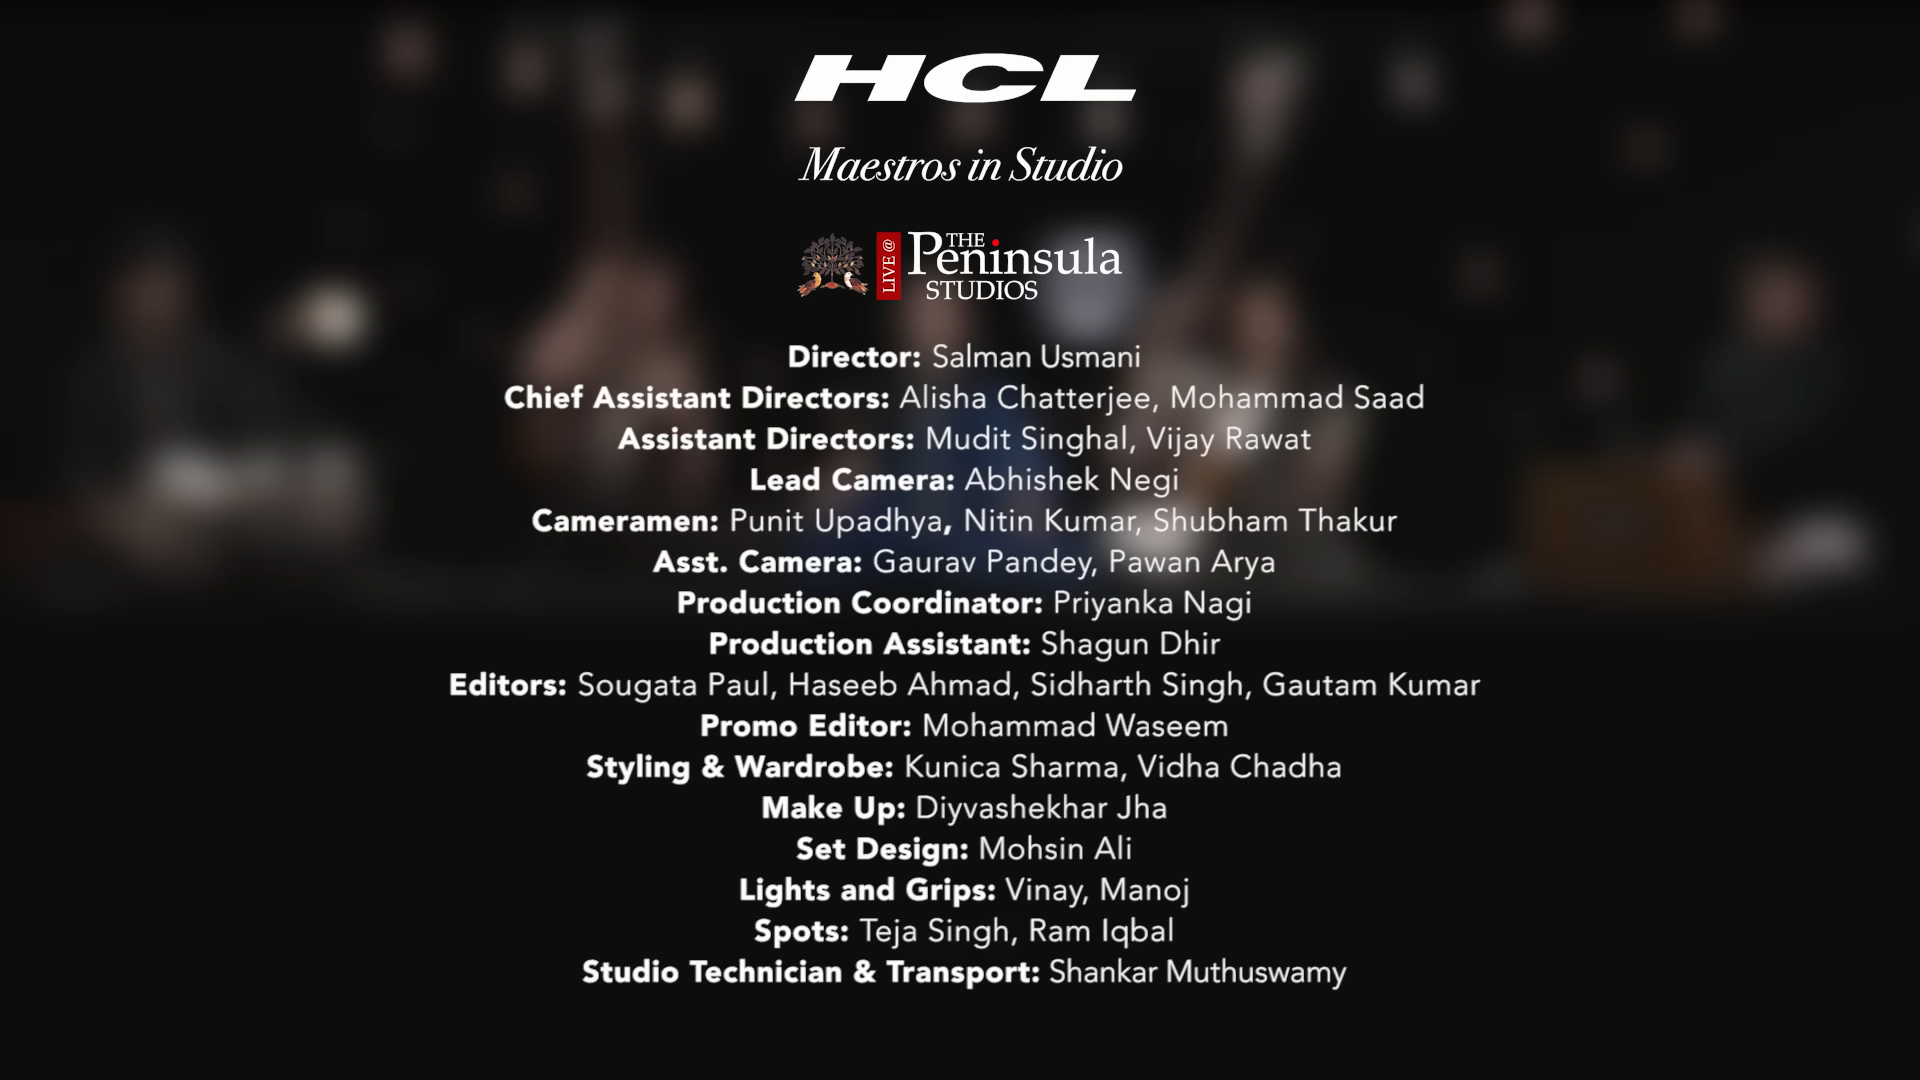 HCL
Maestros in Studio
LIVE @ THE Peninsula STUDIOS
Director: Salman Usmani
Chief Assistant Directors: Alisha Chatterjee, Mohammad Saad
Assistant Directors: Mudit Singhal, Vijay Rawat
Lead Camera: Abhishek Negi
Cameramen: Punit Upadhya, Nitin Kumar, Shubham Thakur
Asst. Camera: Gaurav Pandey, Pawan Arya
Production Coordinator: Priyanka Nagi
Production Assistant: Shagun Dhir
Editors: Sougata Paul, Haseeb Ahmad, Sidharth Singh, Gautam Kumar
Promo Editor: Mohammad Waseem
Styling & Wardrobe: Kunica Sharma, Vidha Chadha
Make Up: Diyvashekhar Jha
Set Design: Mohsin Ali
Lights and Grips: Vinay, Manoj
Spots: Teja Singh, Ram Iqbal
Studio Technician & Transport: Shankar Muthuswamy